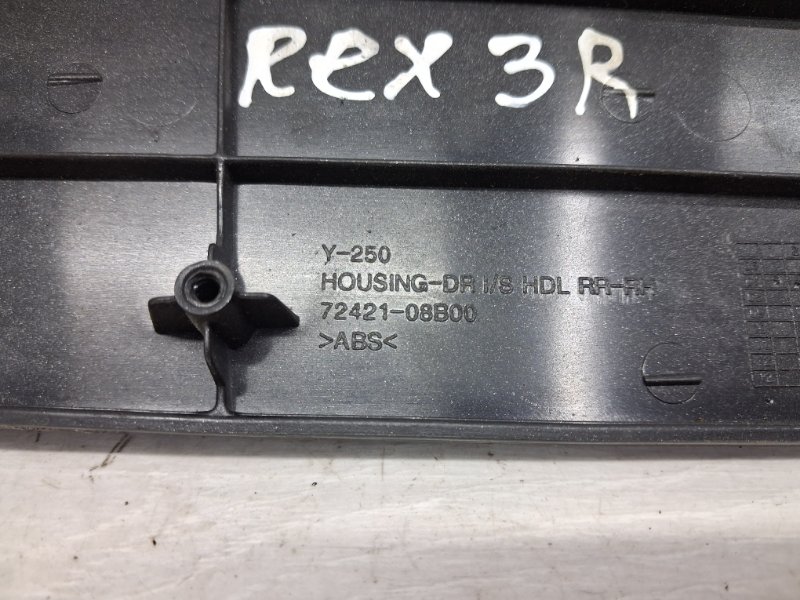 Rex 3R
Y-250
HOUSING-DR I/S HDL RR-RH
72421-08B00
>ABS<